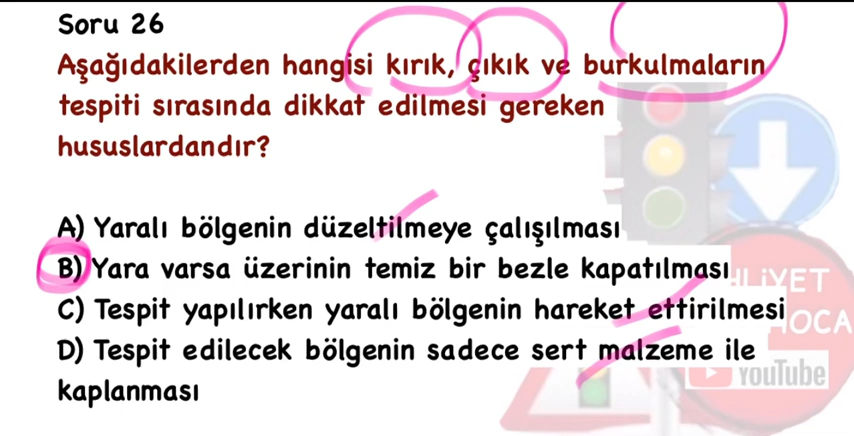 Soru 26
Aşağıdakilerden hangisi kırık, çıkık ve burkulmaların
tespiti sırasında dikkat edilmesi gereken
hususlardandır?
A) Yaralı bölgenin düzeltilmeye çalışılması
B) Yara varsa üzerinin temiz bir bezle kapatılması
C) Tespit yapılırken yaralı bölgenin hareket ettirilmesi
D) Tespit edilecek bölgenin sadece sert malzeme ile
kaplanması
HOCA
YouTube